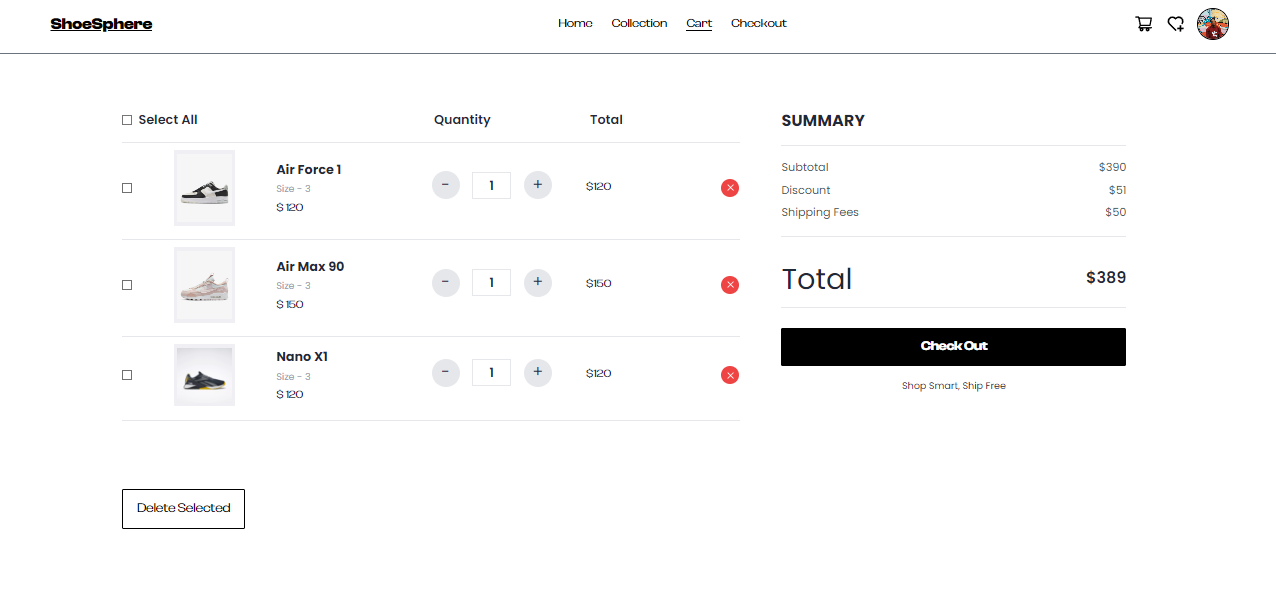 ShoeSphere
Home Collection Cart Checkout
Select All Quantity Total
Air Force 1
Size - 3
$ 120
- 1 + $120
Air Max 90
Size - 3
$ 150
- 1 + $150
Nano X1
Size - 3
$ 120
- 1 + $120
Delete Selected
SUMMARY
Subtotal $390
Discount $51
Shipping Fees $50
Total $389
Check Out
Shop Smart, Ship Free